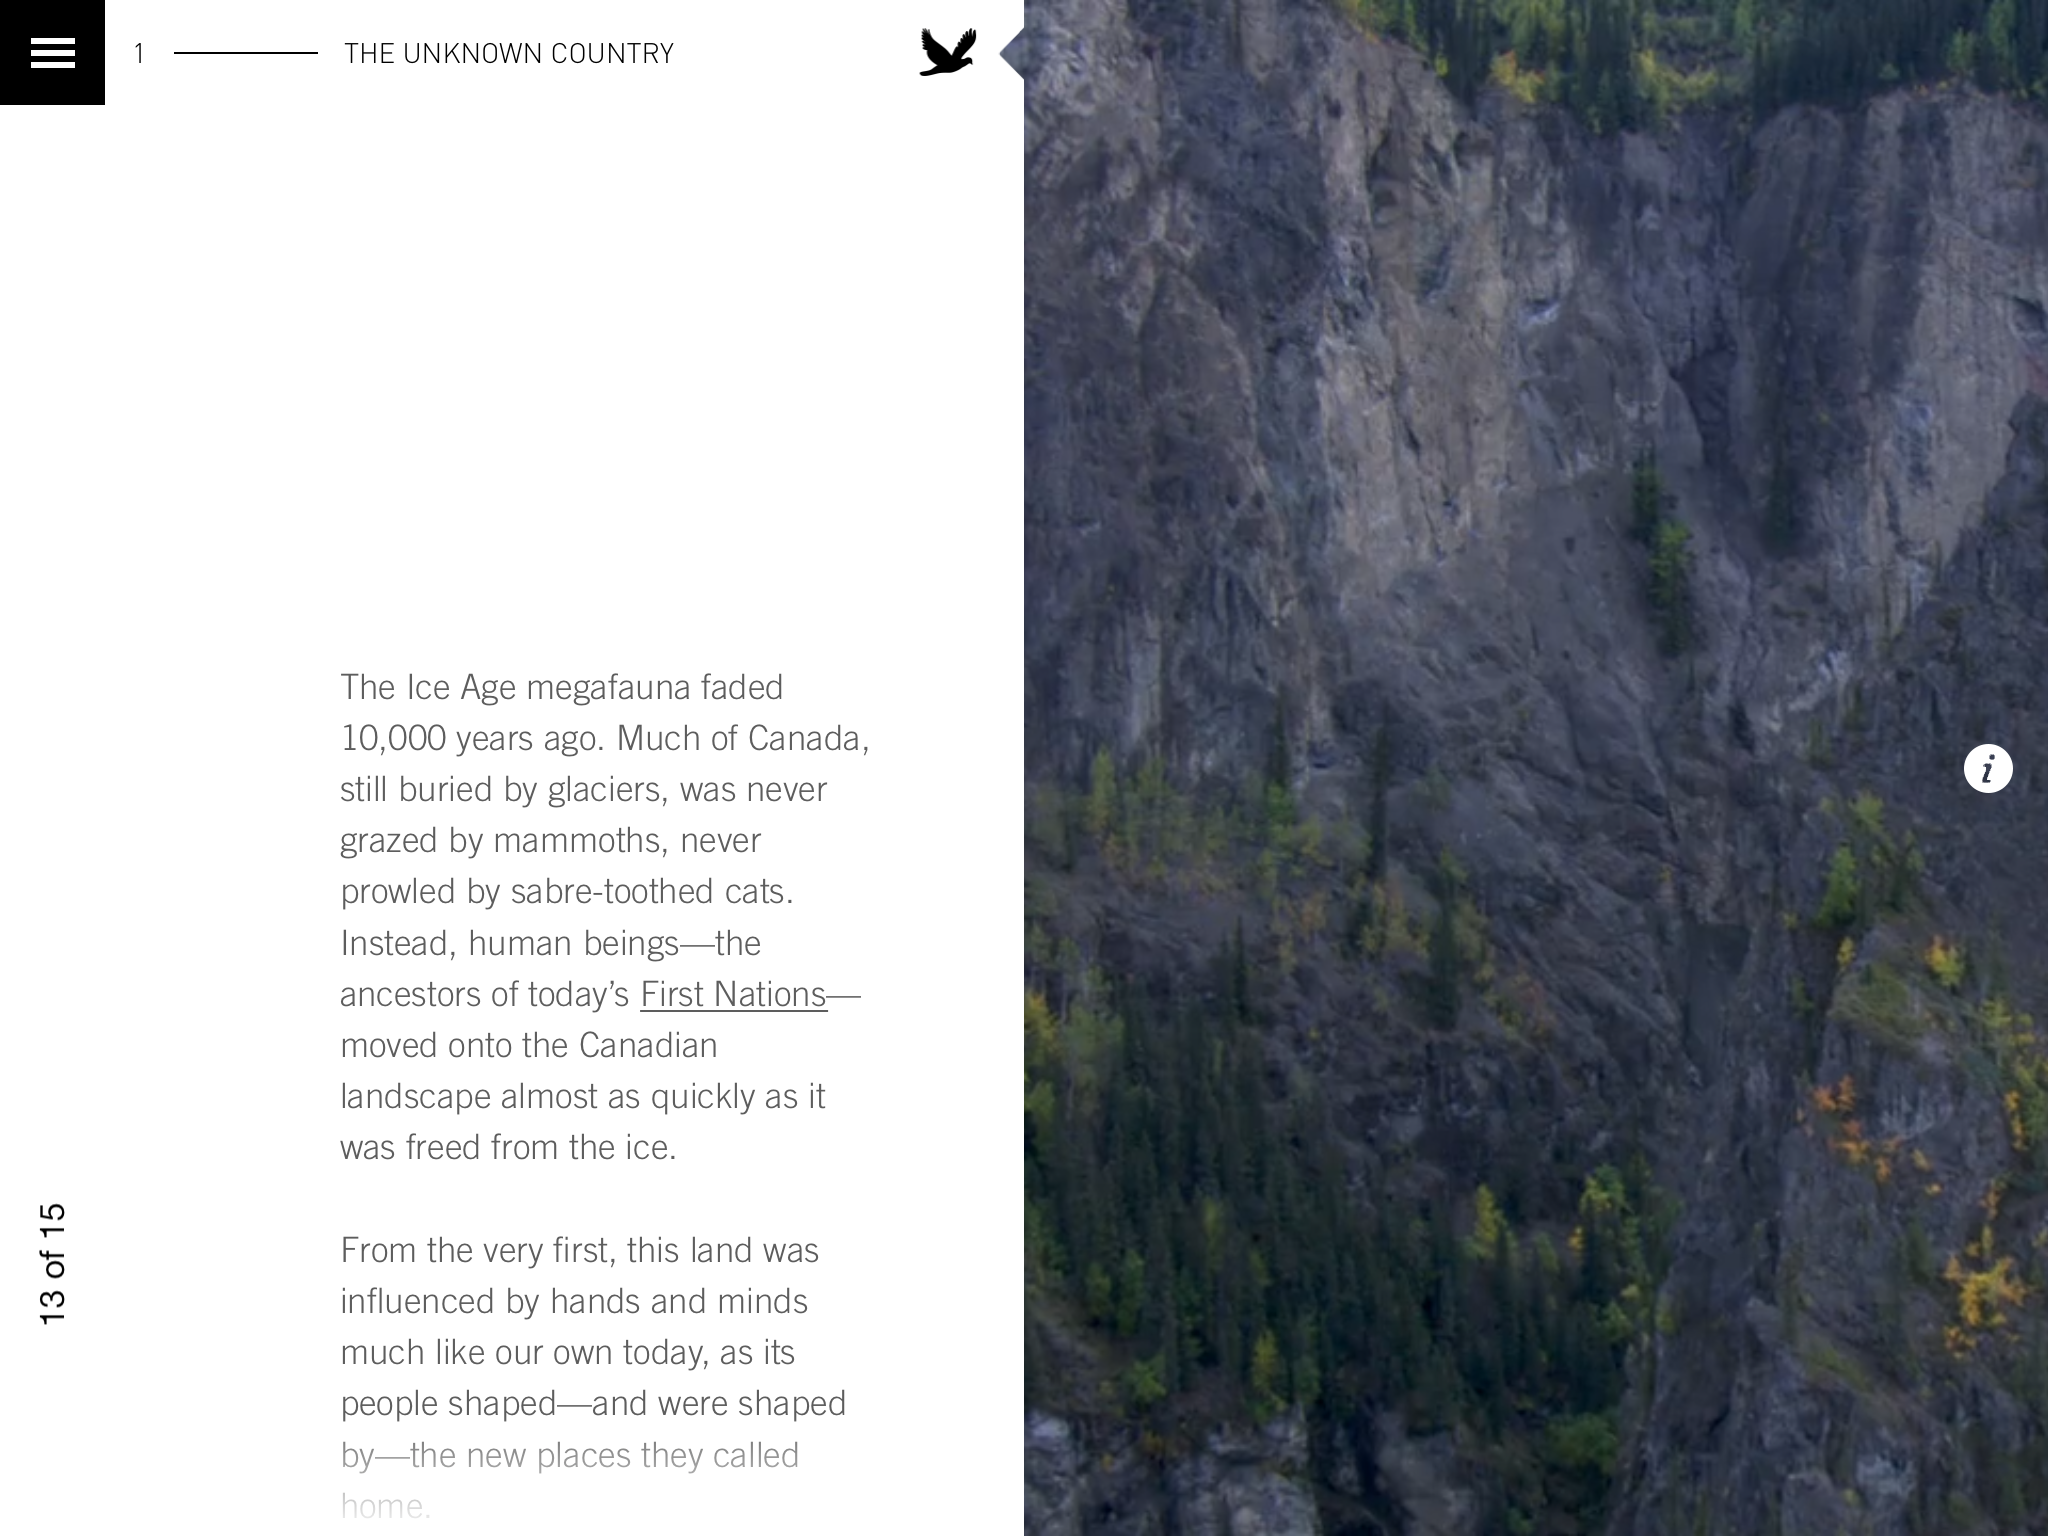 1
THE UNKNOWN COUNTRY
The Ice Age megafauna faded
10,000 years ago. Much of Canada,
still buried by glaciers, was never
grazed by mammoths, never
prowled by sabre-toothed cats.
Instead, human beings—the
ancestors of today’s First Nations—
moved onto the Canadian
landscape almost as quickly as it
was freed from the ice.
From the very first, this land was
influenced by hands and minds
much like our own today, as its
people shaped—and were shaped
by—the new places they called
home.
13 of 15
i